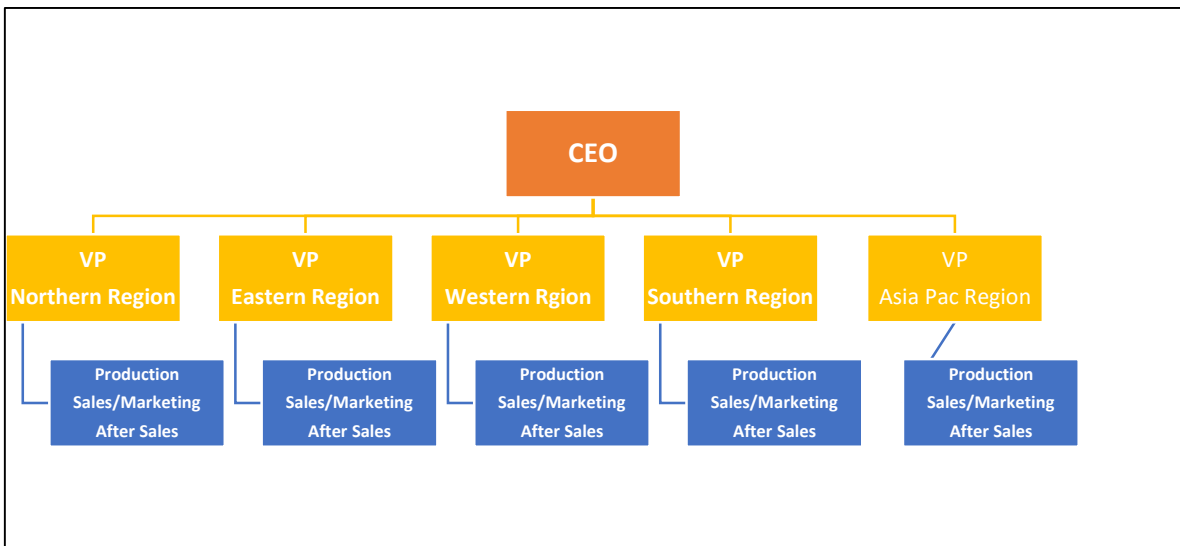 CEO
VP
Northern Region
VP
Eastern Region
VP
Western Rgion
VP
Southern Region
VP
Asia Pac Region
Production
Sales/Marketing
After Sales
Production
Sales/Marketing
After Sales
Production
Sales/Marketing
After Sales
Production
Sales/Marketing
After Sales
Production
Sales/Marketing
After Sales